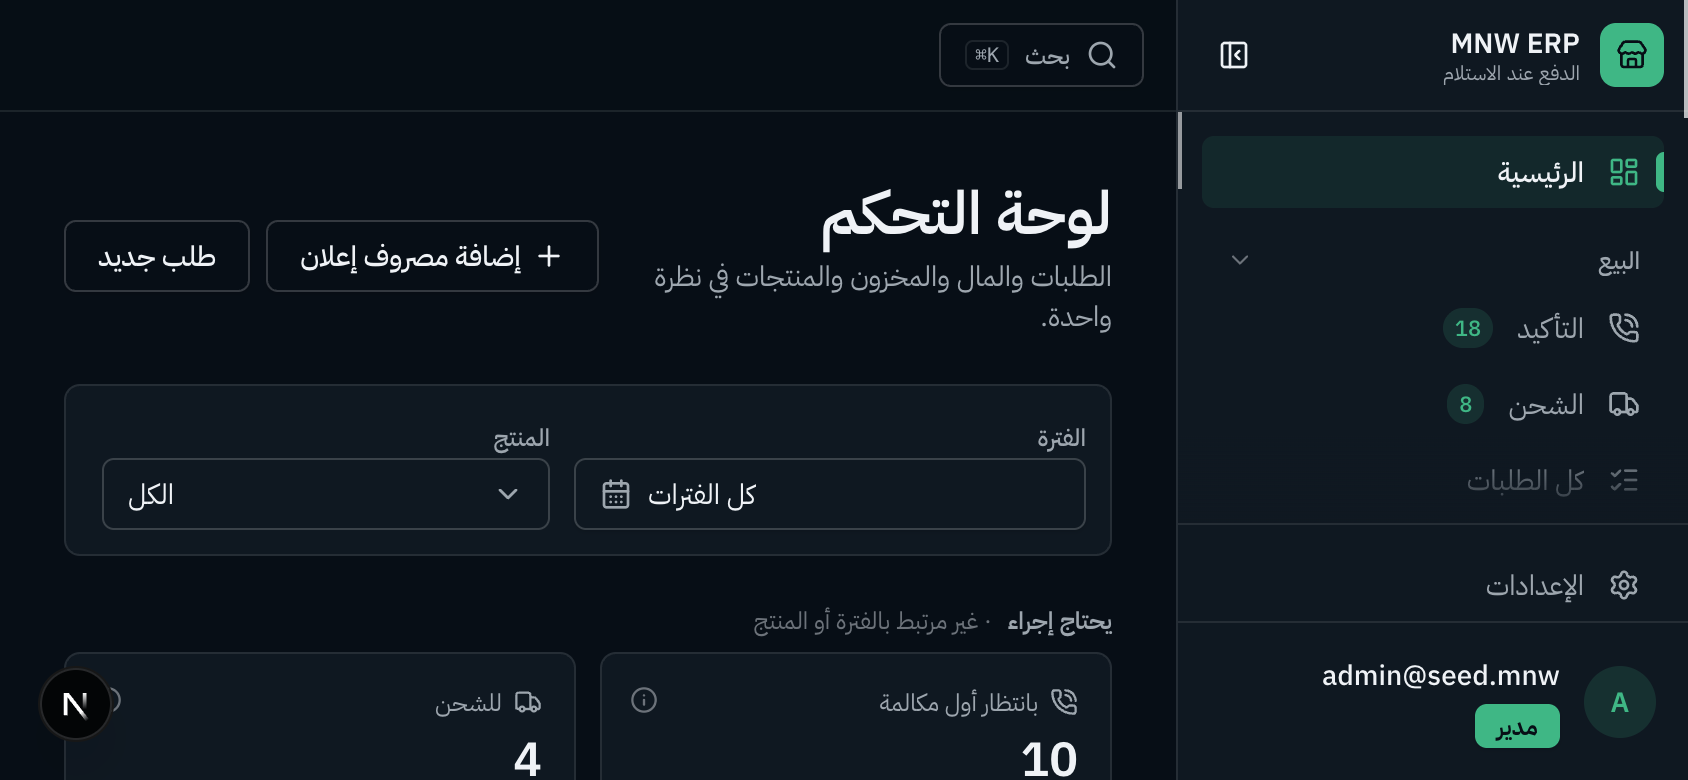 MNW ERP
الدفع عند الاستلام
بحث ⌘K
الرئيسية
البيع
التأكيد 18
الشحن 8
كل الطلبات
الإعدادات
admin@seed.mnw
مدير
A
لوحة التحكم
الطلبات والمال والمخزون والمنتجات في نظرة
واحدة.
إضافة مصروف إعلان
طلب جديد
الفترة
كل الفترات
المنتج
الكل
يحتاج إجراء · غير مرتبط بالفترة أو المنتج
بانتظار أول مكالمة
10
للشحن
4
N